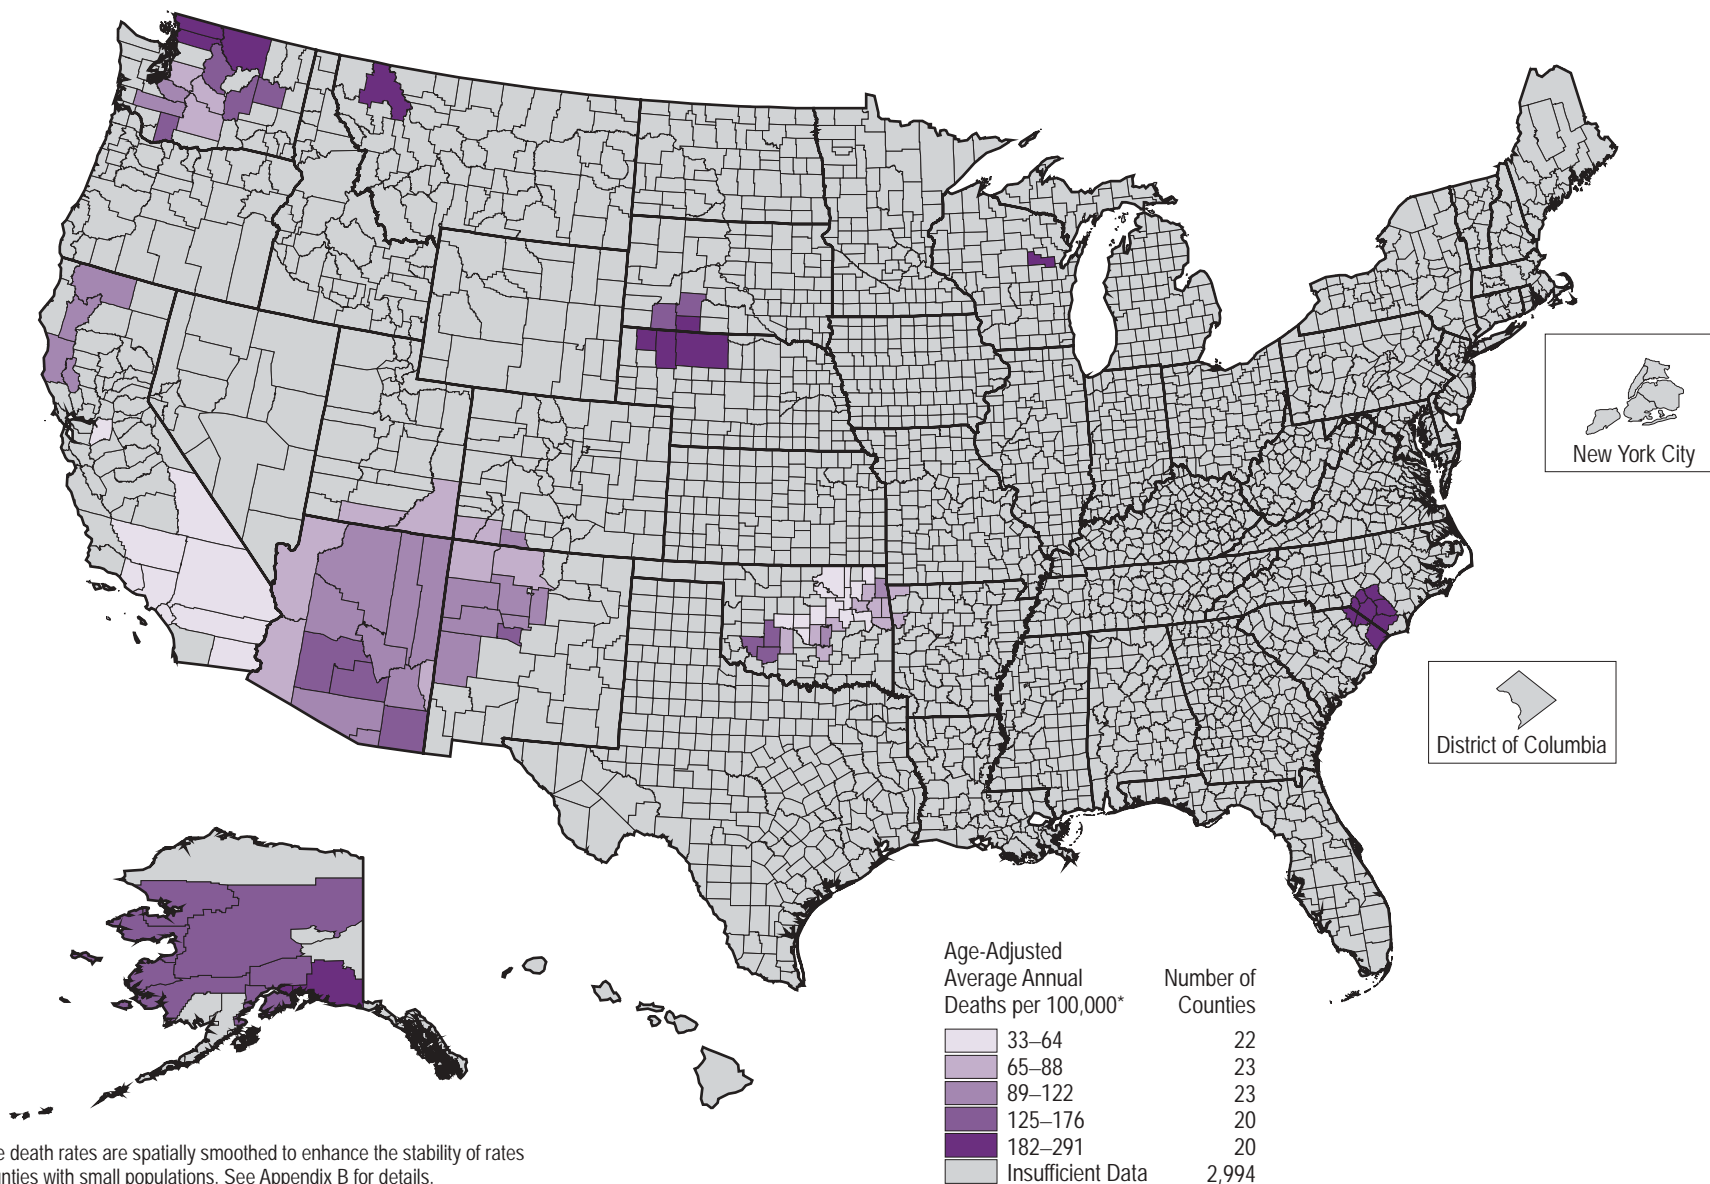 New York City
District of Columbia
Age-Adjusted
Average Annual Number of
Deaths per 100,000* Counties
33–64 22
65–88 23
89–122 23
125–176 20
182–291 20
Insufficient Data 2,994
death rates are spatially smoothed to enhance the stability of rates
with small populations. See Appendix B for details.